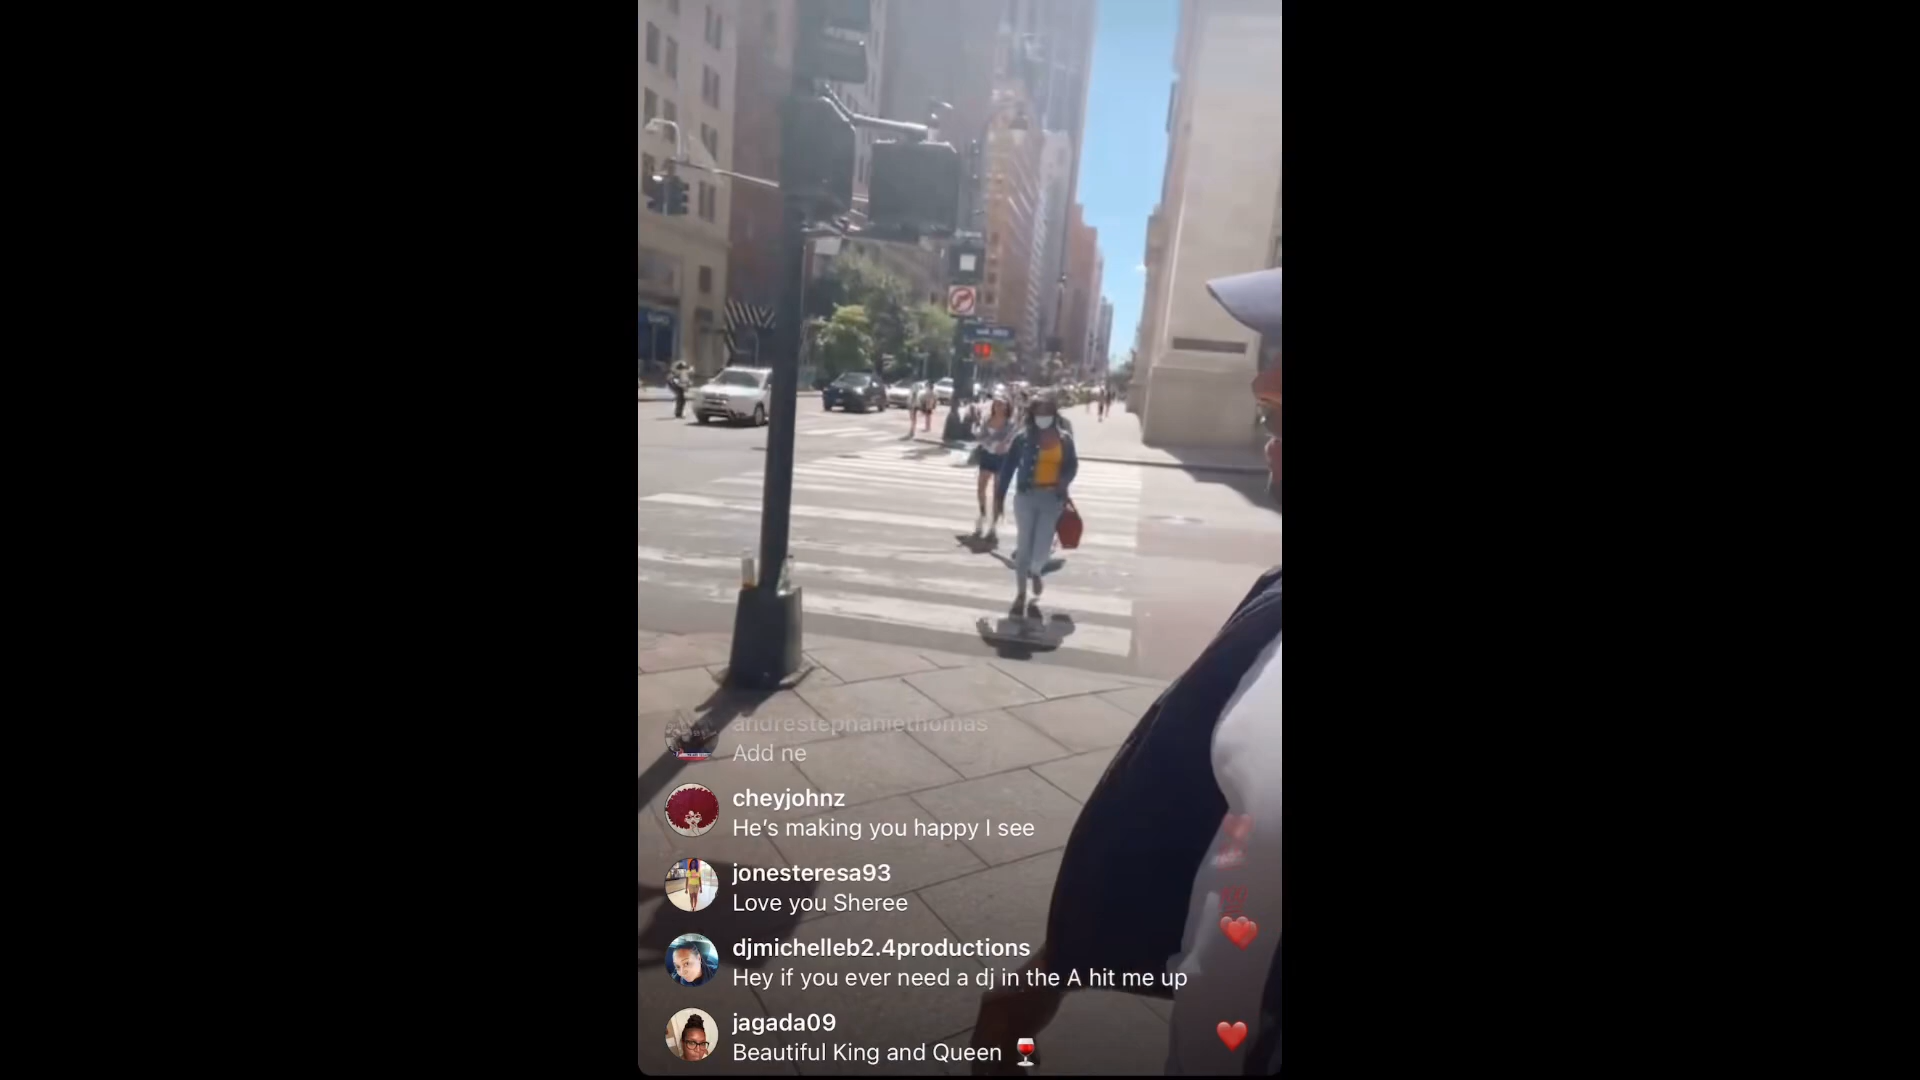 andrestephaniethomas
Add ne
cheyjohnz
He's making you happy I see
jonesteresa93
Love you Sheree
djmichelleb2.4productions
Hey if you ever need a dj in the A hit me up
jagada09
Beautiful King and Queen 🍷